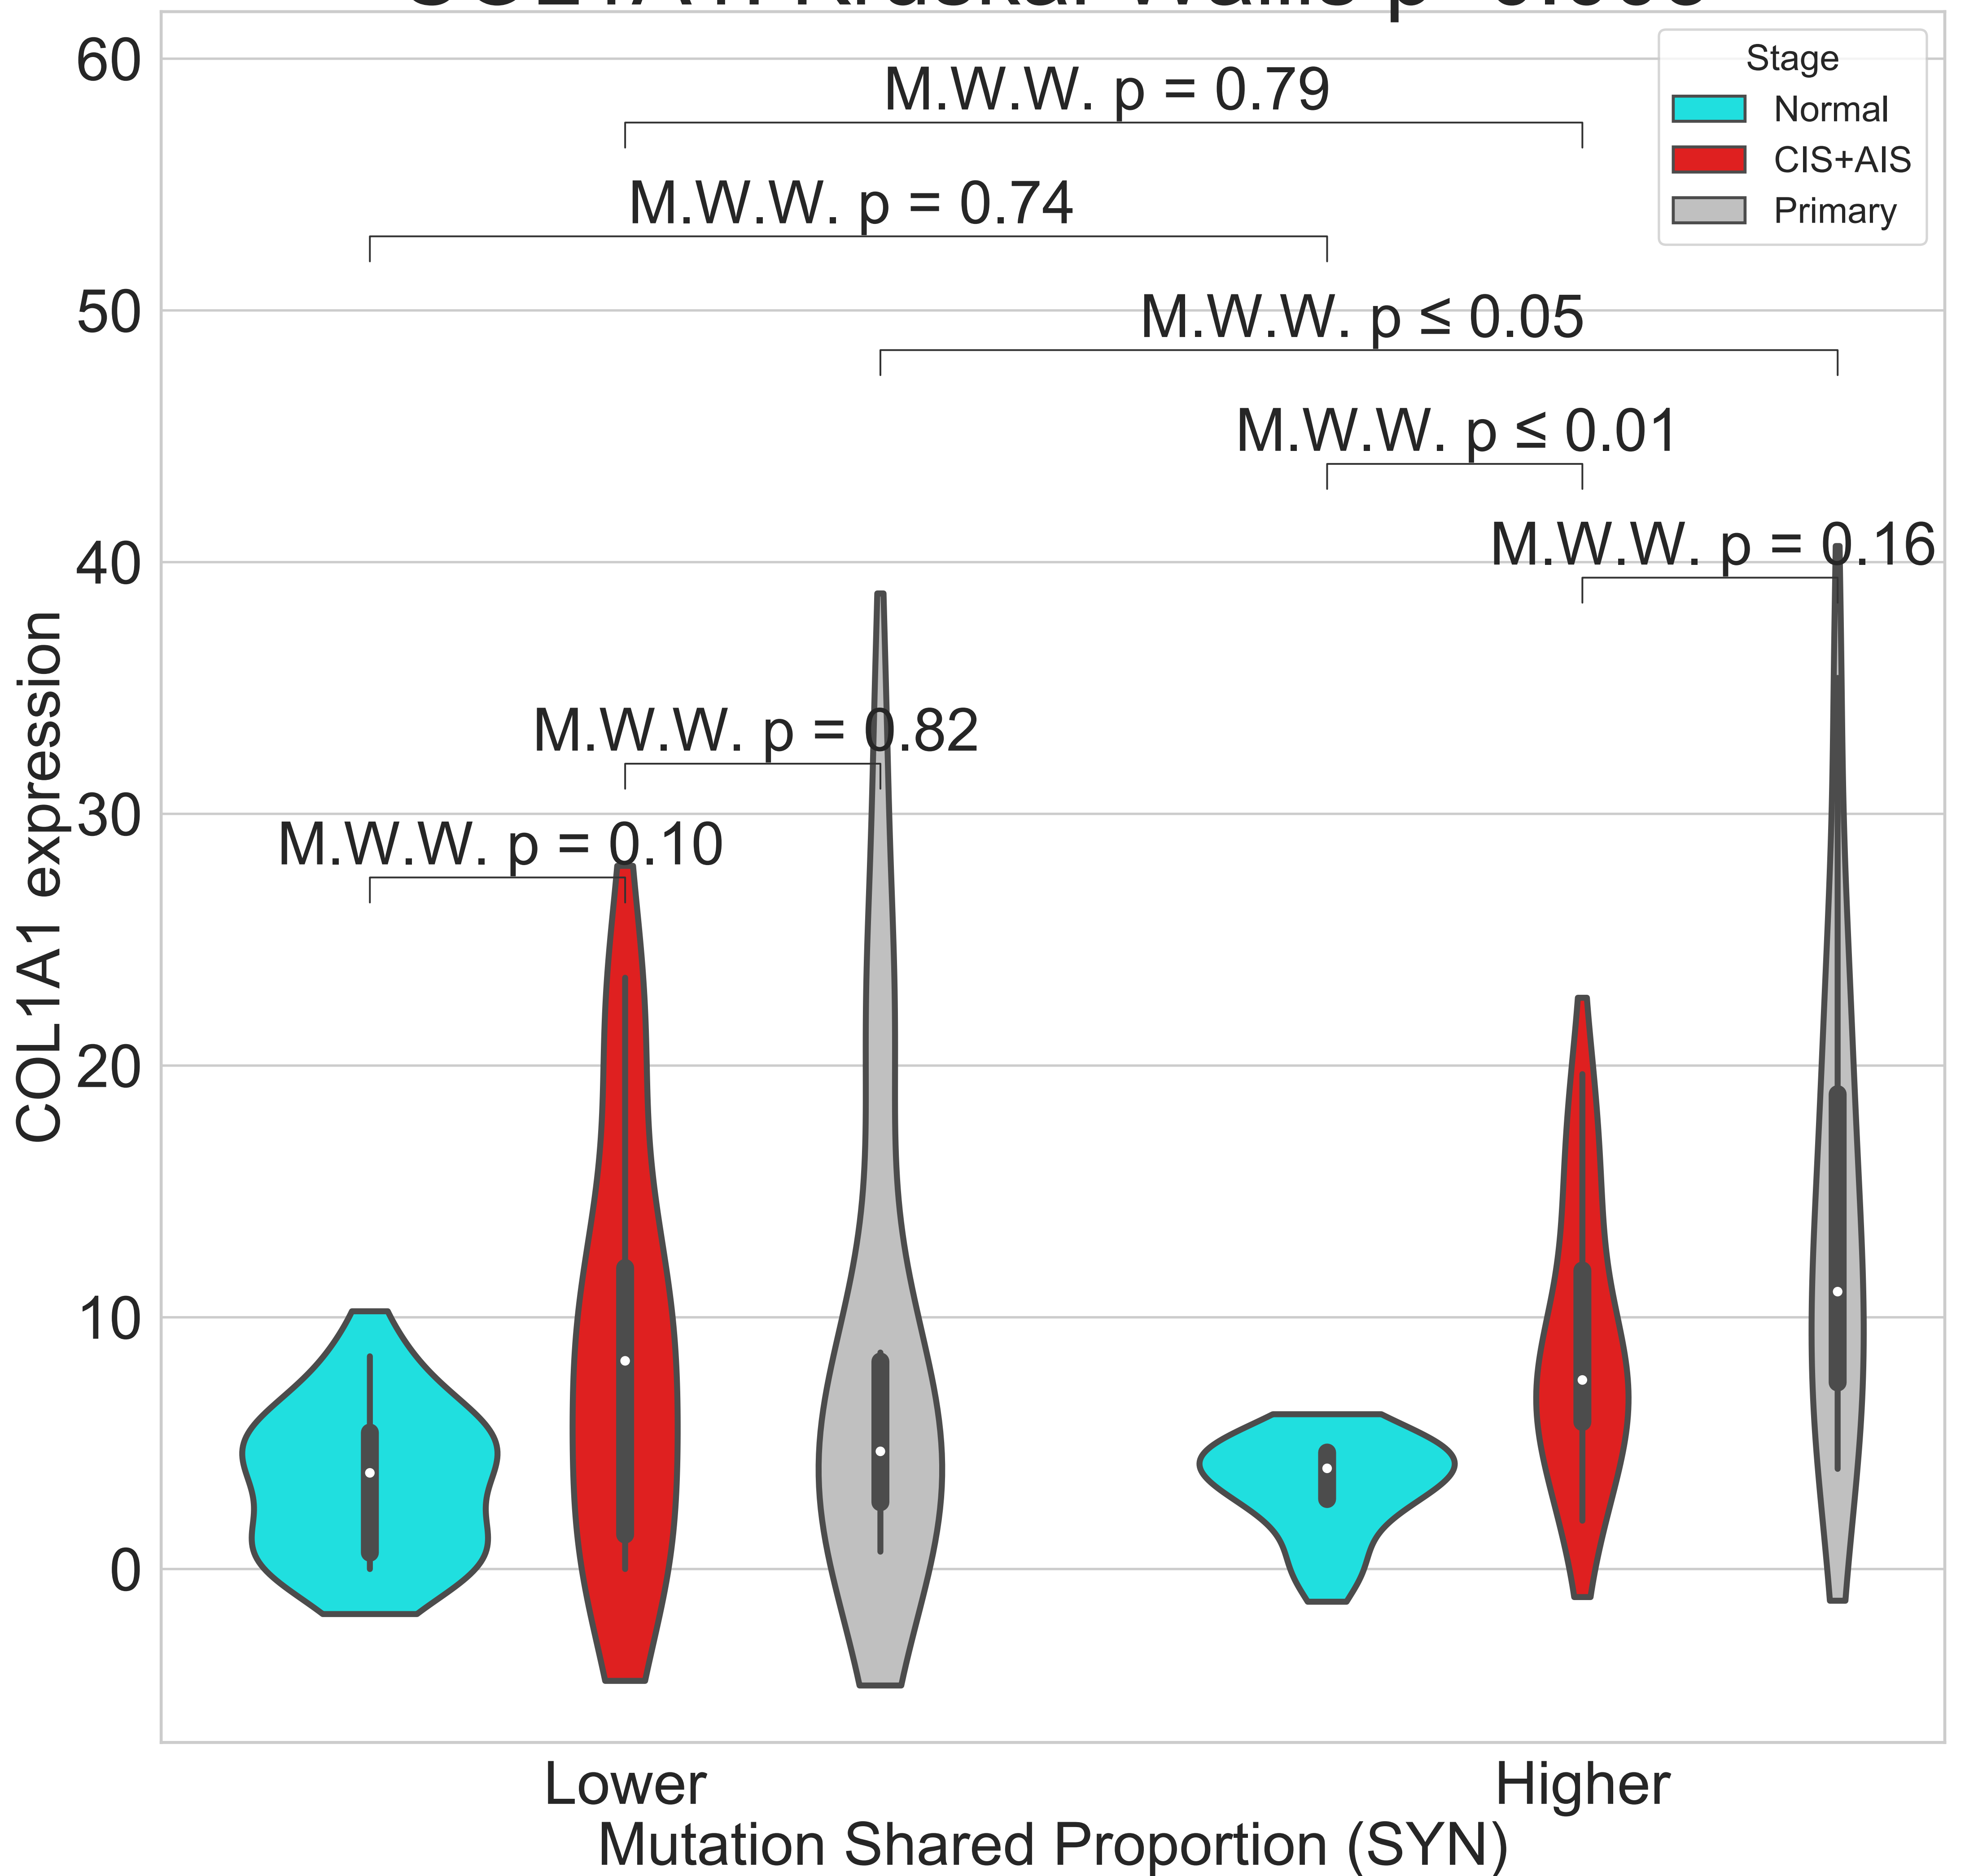 60
50
40
30
20
10
0
COL1A1 expression
M.W.W. p = 0.79
M.W.W. p = 0.74
M.W.W. p ≤ 0.05
M.W.W. p ≤ 0.01
M.W.W. p = 0.16
M.W.W. p = 0.82
M.W.W. p = 0.10
Stage
Normal
CIS+AIS
Primary
Lower
Higher
Mutation Shared Proportion (SYN)